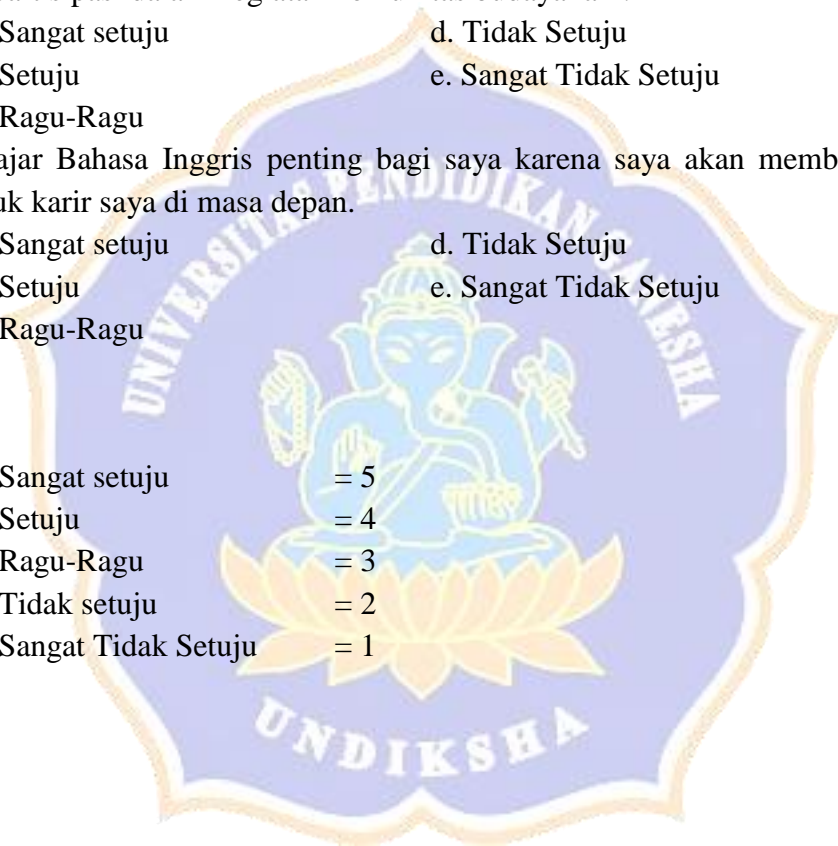 Sangat setuju d. Tidak Setuju
Setuju e. Sangat Tidak Setuju
Ragu-Ragu
ajar Bahasa Inggris penting bagi saya karena saya akan memb
uk karir saya di masa depan.
Sangat setuju d. Tidak Setuju
Setuju e. Sangat Tidak Setuju
Ragu-Ragu
UNIVERSITAS PENDIDIKAN GANESHA
Sangat setuju = 5
Setuju = 4
Ragu-Ragu = 3
Tidak setuju = 2
Sangat Tidak Setuju = 1
UNDIKSHA